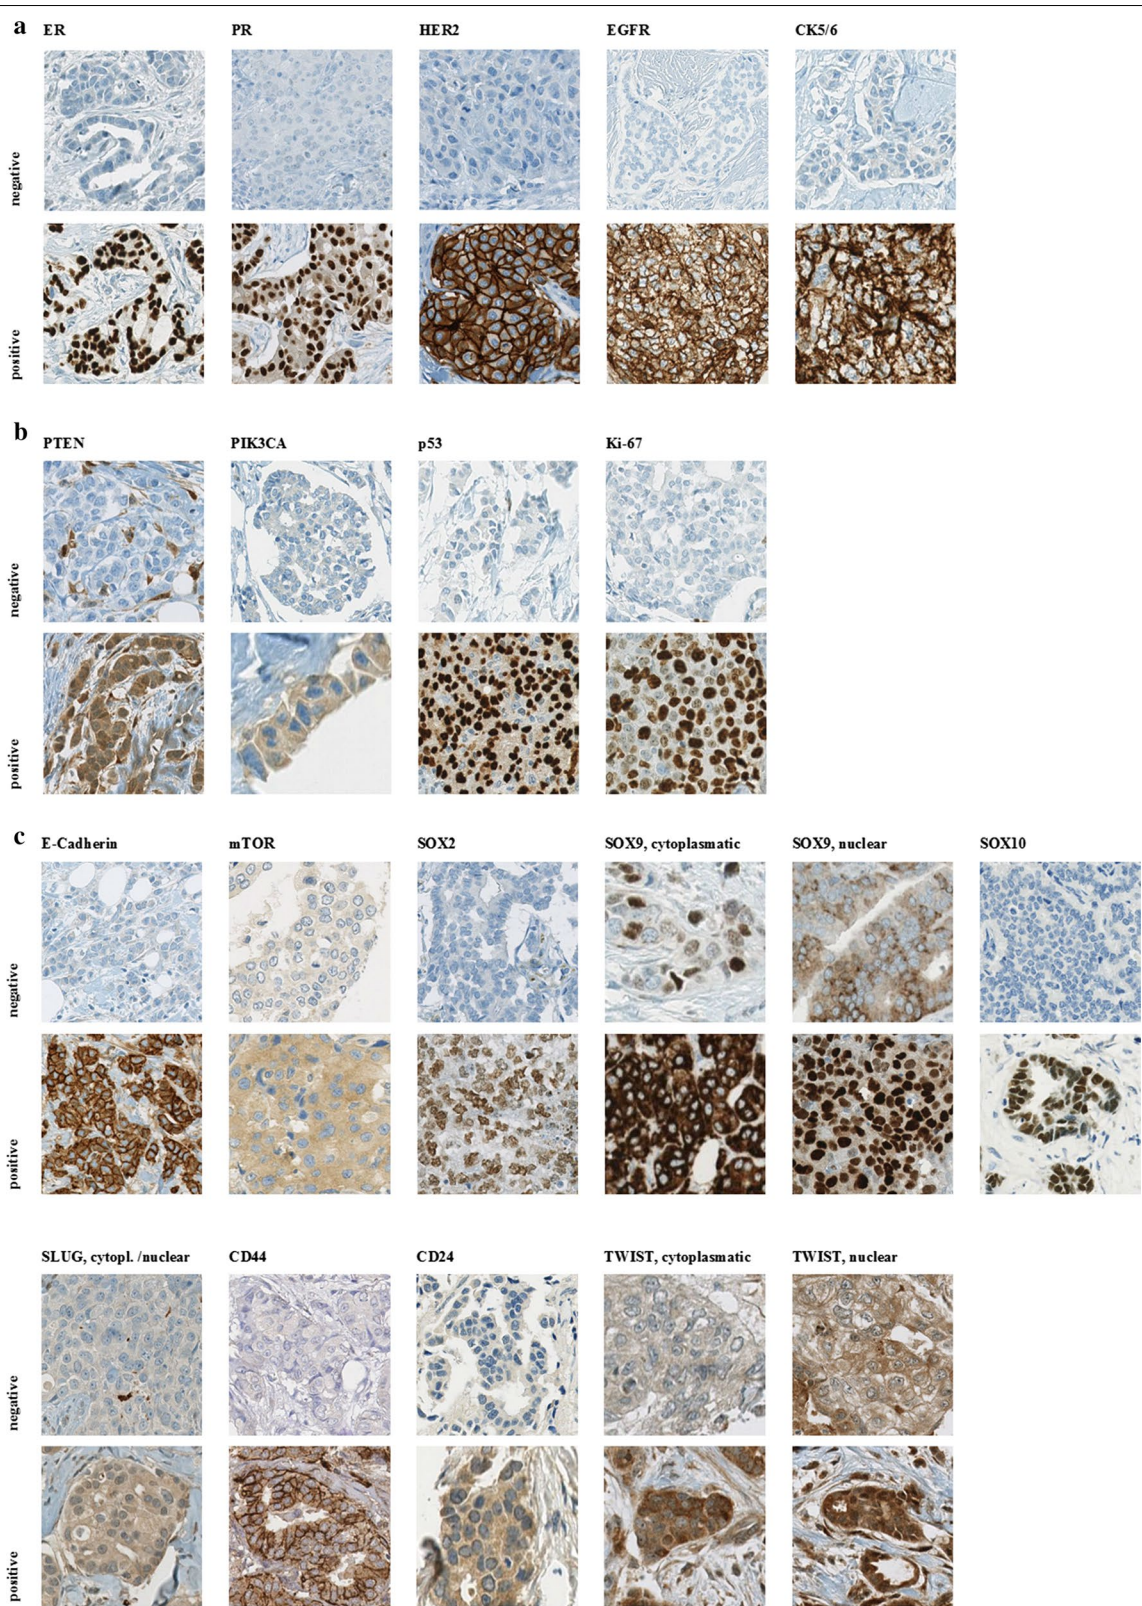 a ER PR HER2 EGFR CK5/6
negative
positive
b PTEN PIK3CA p53 Ki-67
negative
positive
c E-Cadherin mTOR SOX2 SOX9, cytoplasmatic SOX9, nuclear SOX10
negative
positive
SLUG, cytopl. /nuclear CD44 CD24 TWIST, cytoplasmatic TWIST, nuclear
negative
positive